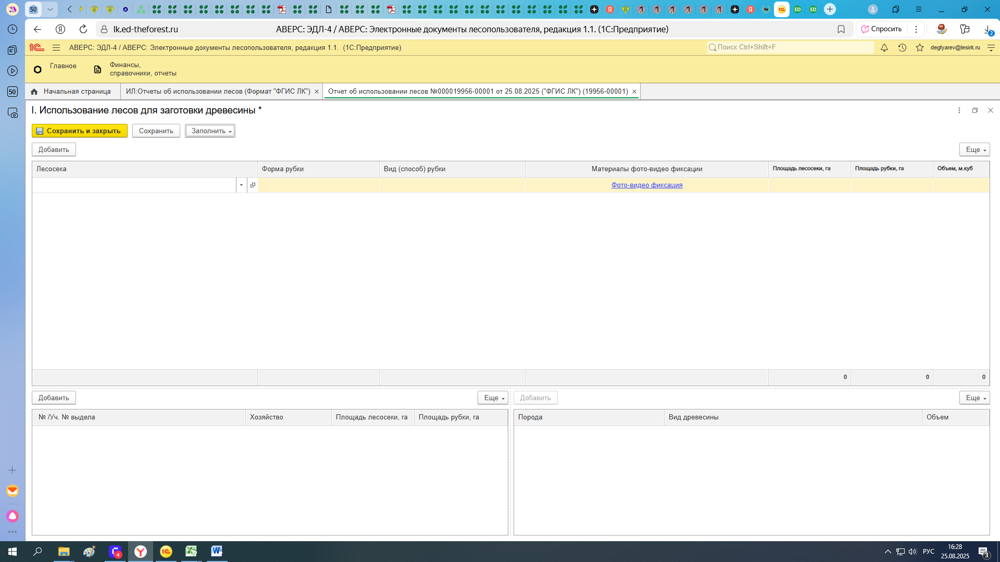 50
lk.ed-theforest.ru
АВЕРС: ЭДЛ-4 / АВЕРС: Электронные документы лесопользователя, редакция 1.1. (1С:Предприятие)
Спросить
2
АВЕРС: ЭДЛ-4 / АВЕРС: Электронные документы лесопользователя, редакция 1.1. (1С:Предприятие)
Поиск Ctrl+Shift+F
degtyarev@lesirk.ru
Главное
Финансы,
справочники, отчеты
50
Начальная страница
ИЛ:Отчеты об использовании лесов (Формат "ФГИС ЛК")
Отчет об использовании лесов №000019956-00001 от 25.08.2025 ("ФГИС ЛК") (19956-00001)
I. Использование лесов для заготовки древесины *
Сохранить и закрыть
Сохранить
Заполнить
Добавить
Еще
Лесосека
Форма рубки
Вид (способ) рубки
Материалы фото-видео фиксации
Площадь лесосеки, га
Площадь рубки, га
Объем, м.куб
Фото-видео фиксация
0
0
0
Добавить
Еще
Добавить
Еще
№ /Уч. № выдела
Хозяйство
Площадь лесосеки, га
Площадь рубки, га
Порода
Вид древесины
Объем
4
РУС
16:28
25.08.2025
3